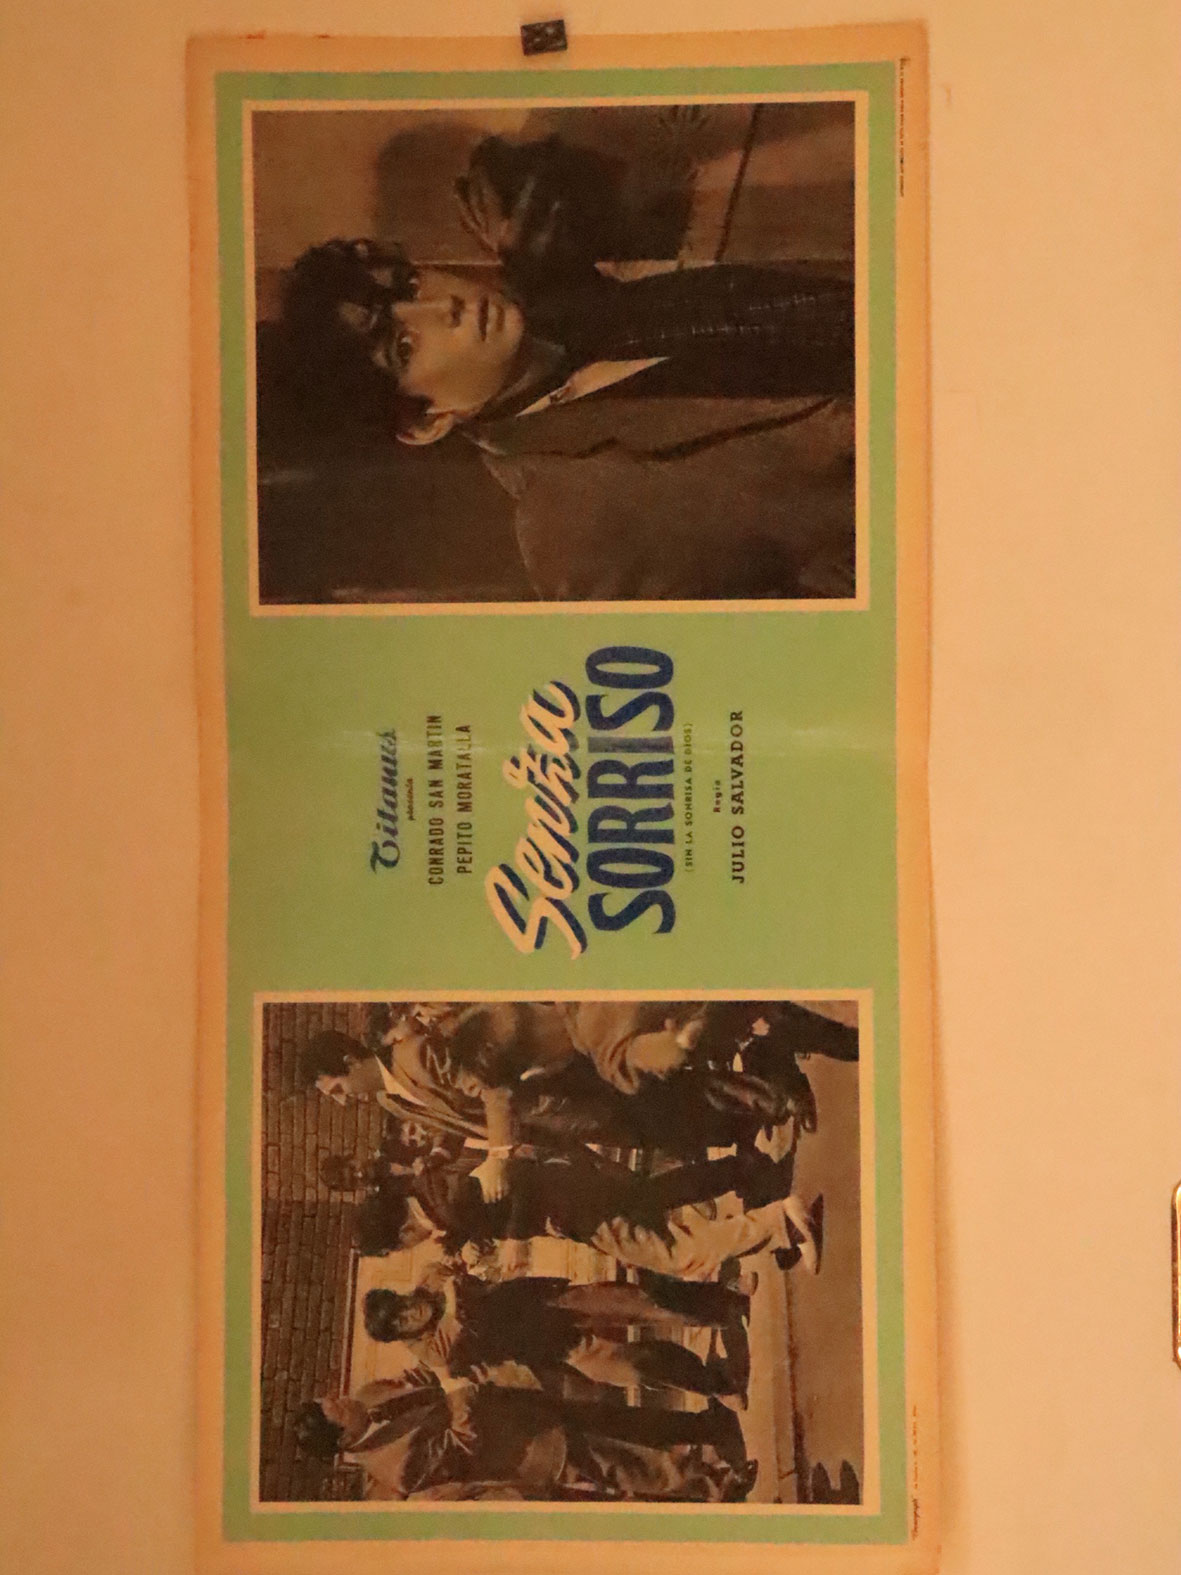 Titanus
presenta
CONRADO SAN MARTIN
PEPITO MORATALLA
Senza
SORRISO
(SIN LA SONRISA DE DIOS)
Regia
JULIO SALVADOR